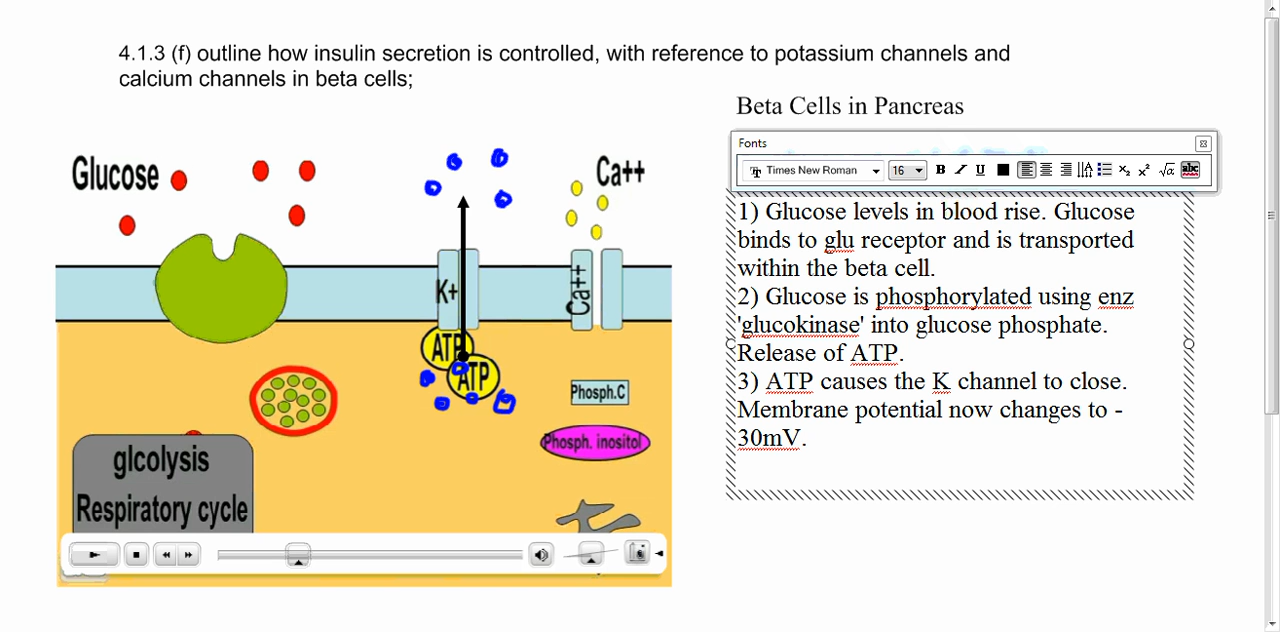 4.1.3 (f) outline how insulin secretion is controlled, with reference to potassium channels and
calcium channels in beta cells;
Beta Cells in Pancreas
Fonts
Times New Roman
16
B I U
abc
Glucose
Ca++
K+
Ca++
ATP
ATP
Phosph.C
Phosph. inositol
glcolysis
Respiratory cycle
1) Glucose levels in blood rise. Glucose
binds to glu receptor and is transported
within the beta cell.
2) Glucose is phosphorylated using enz
'glucokinase' into glucose phosphate.
Release of ATP.
3) ATP causes the K channel to close.
Membrane potential now changes to -
30mV.